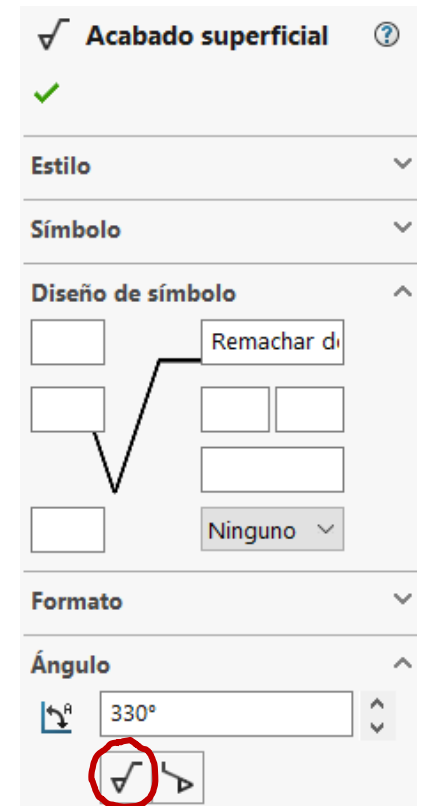 Acabado superficial
Estilo
Símbolo
Diseño de símbolo
Remachar
Ninguno
Formato
Ángulo
A
330°